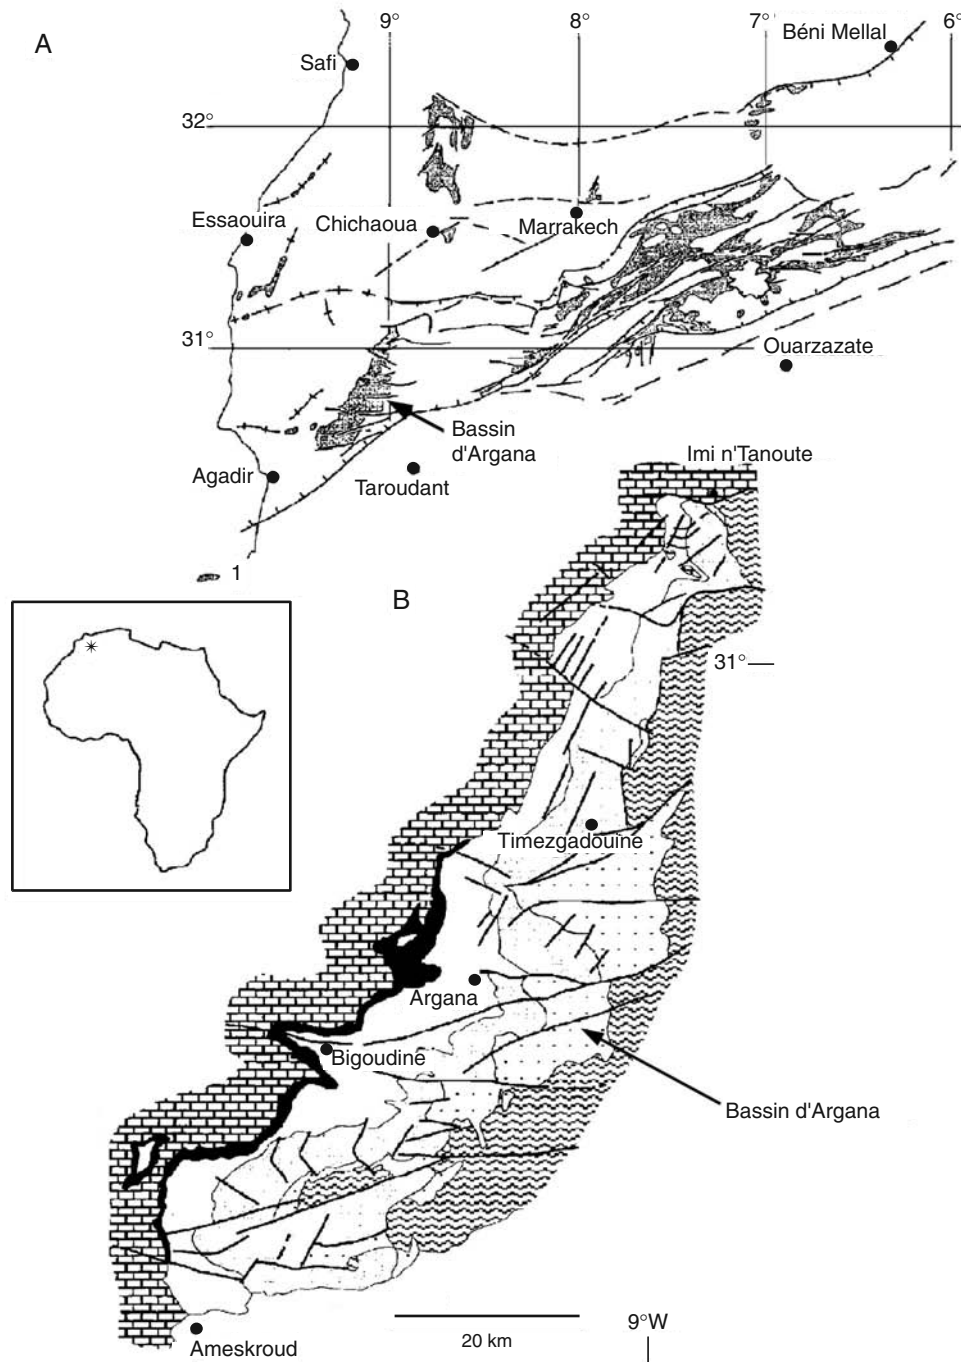 A
9°
8°
7°
6°
Béni Mellal
Safi
32°
Essaouira
Chichaoua
Marrakech
31°
Ouarzazate
Bassin
d'Argana
Agadir
Taroudant
Imi n'Tanoute
1
B
31°
Timezgadouine
Argana
Bigoudine
Bassin d'Argana
20 km
9°W
Ameskroud